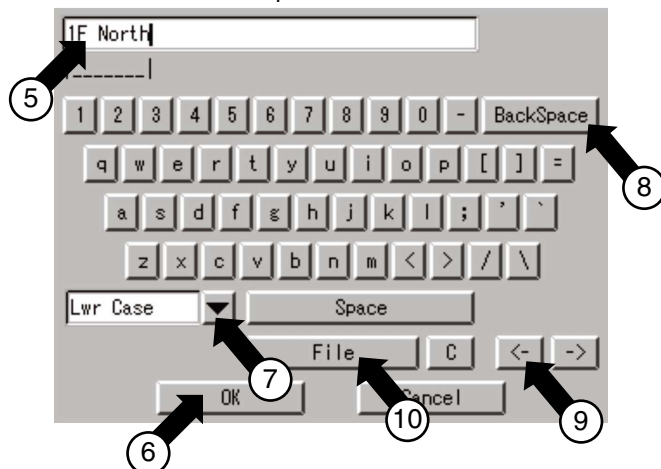 1F North
|_______|
1 2 3 4 5 6 7 8 9 0 - BackSpace
q w e r t y u i o p [ ] =
a s d f g h j k l ; ' `
z x c v b n m < > / \
Lwr Case Space
File C <- ->
OK Cancel
5
8
7
10
9
6